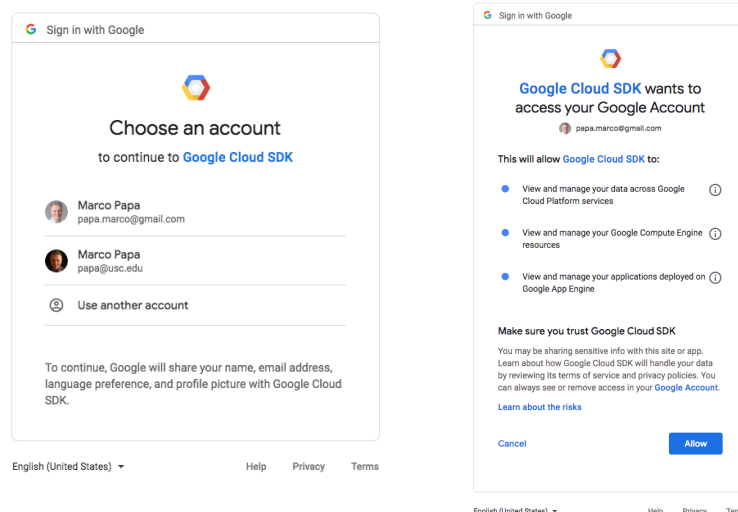 Sign in with Google
Choose an account
to continue to Google Cloud SDK
Marco Papa
papa.marco@gmail.com
Marco Papa
papa@usc.edu
Use another account
To continue, Google will share your name, email address,
language preference, and profile picture with Google Cloud
SDK.
English (United States)
Help Privacy Terms
Sign in with Google
Google Cloud SDK wants to
access your Google Account
papa.marco@gmail.com
This will allow Google Cloud SDK to:
View and manage your data across Google
Cloud Platform services
View and manage your Google Compute Engine
resources
View and manage your applications deployed on
Google App Engine
Make sure you trust Google Cloud SDK
You may be sharing sensitive info with this site or app.
Learn about how Google Cloud SDK will handle your data
by reviewing its terms of service and privacy policies. You
can always see or remove access in your Google Account.
Learn about the risks
Cancel Allow
English (United States)
Help Privacy